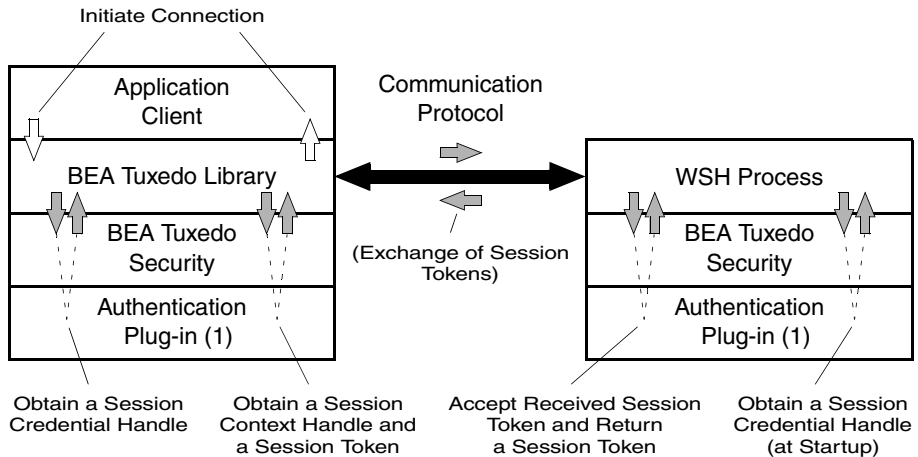 Initiate Connection
Application
Client
Communication
Protocol
BEA Tuxedo Library
WSH Process
BEA Tuxedo
Security
(Exchange of Session
Tokens)
BEA Tuxedo
Security
Authentication
Plug-in (1)
Authentication
Plug-in (1)
Obtain a Session
Credential Handle
Obtain a Session
Context Handle and
a Session Token
Accept Received Session
Token and Return
a Session Token
Obtain a Session
Credential Handle
(at Startup)